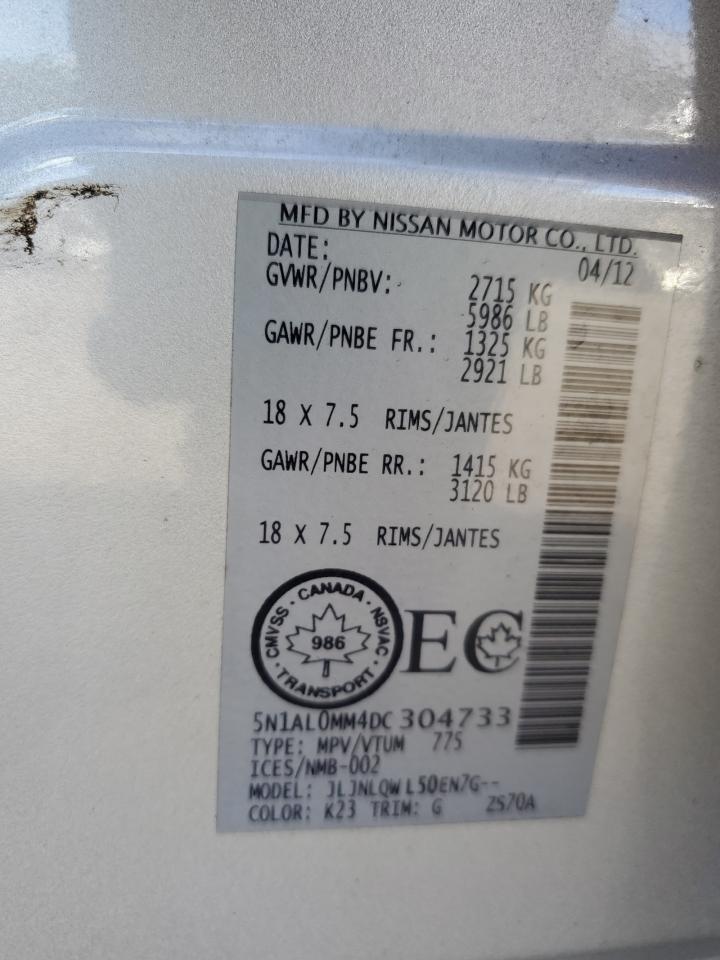 MFD BY NISSAN MOTOR CO., LTD.
DATE: 04/12
GVWR/PNBV: 2715 KG
5986 LB
GAWR/PNBE FR.: 1325 KG
2921 LB
18 X 7.5 RIMS/JANTES
GAWR/PNBE RR.: 1415 KG
3120 LB
18 X 7.5 RIMS/JANTES
CMVSS · CANADA · NSVAC · TRANSPORT ·
986
EC
5N1AL0MM4DC304733
TYPE: MPV/VTUM 775
ICES/NMB-002
MODEL: JLJNLQW L50EN7G--
COLOR: K23 TRIM: G ZS70A